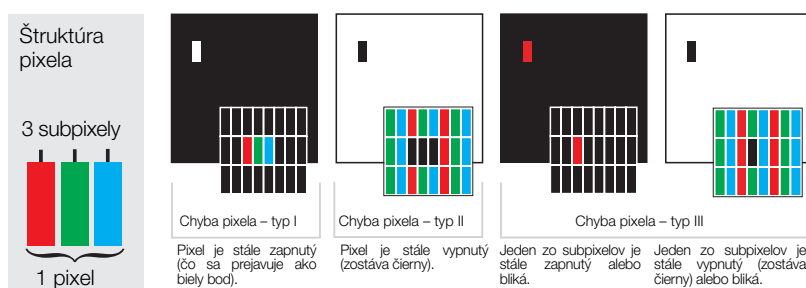 Štruktúra
pixela
3 subpixely
1 pixel
Chyba pixela – typ I
Chyba pixela – typ II
Chyba pixela – typ III
Pixel je stále zapnutý
(čo sa prejavuje ako
biely bod).
Pixel je stále vypnutý
(zostáva čierny).
Jeden zo subpixelov je
stále zapnutý alebo
bliká.
Jeden zo subpixelov je
stále vypnutý (zostáva
čierny) alebo bliká.